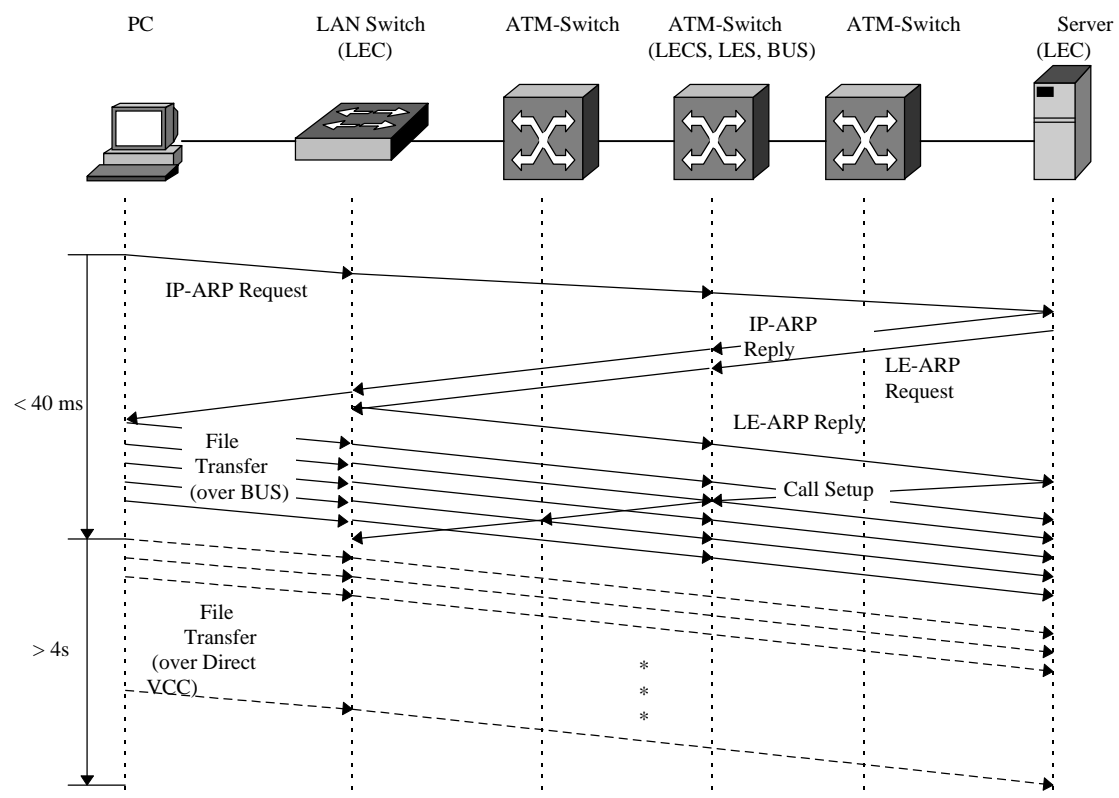 PC
LAN Switch
(LEC)
ATM-Switch
ATM-Switch
(LECS, LES, BUS)
ATM-Switch
Server
(LEC)
IP-ARP Request
IP-ARP
Reply
LE-ARP
Request
< 40 ms
LE-ARP Reply
File
Transfer
(over BUS)
Call Setup
File
Transfer
(over Direct
VCC)
> 4s
*
*
*